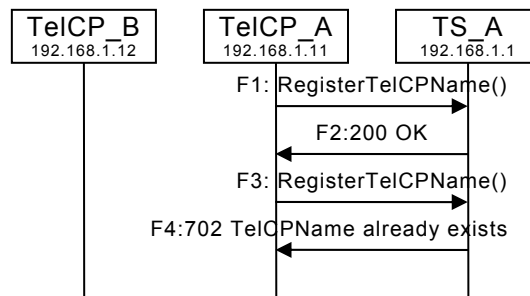 TelCP_B
192.168.1.12
TelCP_A
192.168.1.11
TS_A
192.168.1.1
F1: RegisterTelCPName()
F2:200 OK
F3: RegisterTelCPName()
F4:702 TelCPName already exists